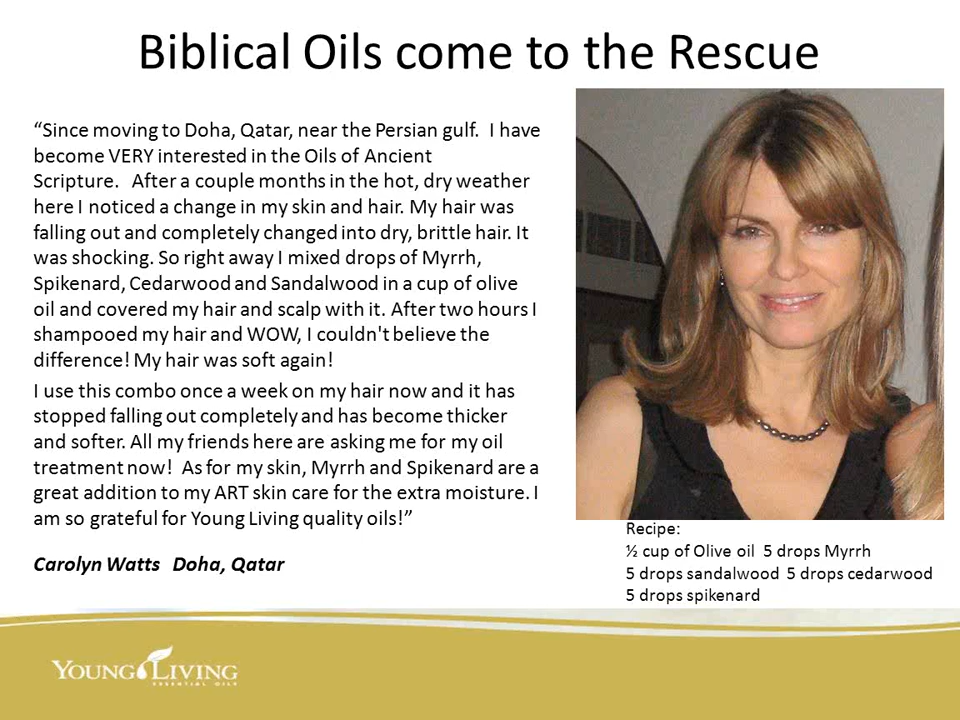 Biblical Oils come to the Rescue
“Since moving to Doha, Qatar, near the Persian gulf.  I have
become VERY interested in the Oils of Ancient
Scripture.   After a couple months in the hot, dry weather
here I noticed a change in my skin and hair. My hair was
falling out and completely changed into dry, brittle hair. It
was shocking. So right away I mixed drops of Myrrh,
Spikenard, Cedarwood and Sandalwood in a cup of olive
oil and covered my hair and scalp with it. After two hours I
shampooed my hair and WOW, I couldn't believe the
difference! My hair was soft again!
I use this combo once a week on my hair now and it has
stopped falling out completely and has become thicker
and softer. All my friends here are asking me for my oil
treatment now!  As for my skin, Myrrh and Spikenard are a
great addition to my ART skin care for the extra moisture. I
am so grateful for Young Living quality oils!”
Carolyn Watts  Doha, Qatar
Recipe:
½ cup of Olive oil  5 drops Myrrh
5 drops sandalwood  5 drops cedarwood
5 drops spikenard
YOUNG LIVING
ESSENTIAL OILS